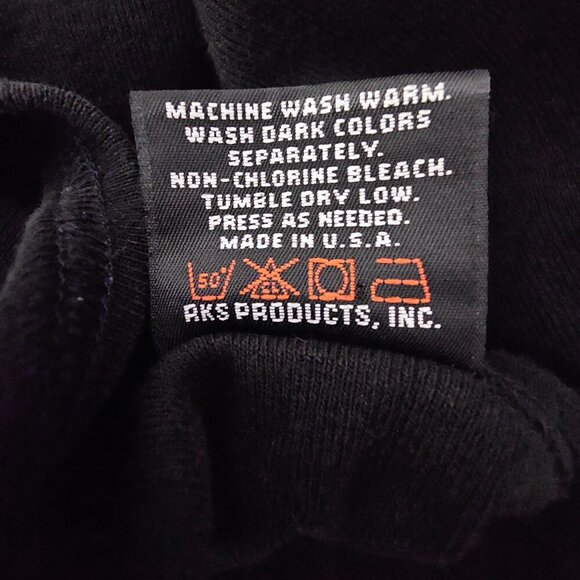 MACHINE WASH WARM.
WASH DARK COLORS
SEPARATELY.
NON-CHLORINE BLEACH.
TUMBLE DRY LOW.
PRESS AS NEEDED.
MADE IN U.S.A.
50° CL
RKS PRODUCTS, INC.